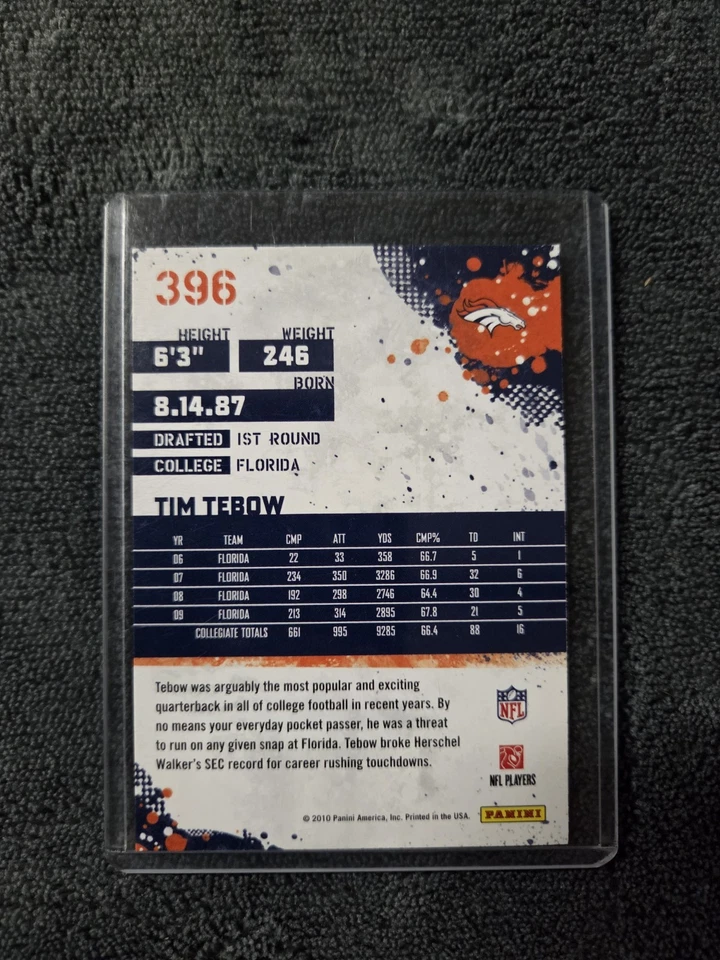 396
HEIGHT WEIGHT
6'3" 246
BORN
8.14.87
DRAFTED 1ST ROUND
COLLEGE FLORIDA
TIM TEBOW
YR TEAM CMP ATT YDS CMP% TD INT
06 FLORIDA 22 33 358 66.7 5 1
07 FLORIDA 234 350 3286 66.9 32 6
08 FLORIDA 192 298 2746 64.4 30 4
09 FLORIDA 213 314 2895 67.8 21 5
COLLEGIATE TOTALS 661 995 9285 66.4 88 16
Tebow was arguably the most popular and exciting
quarterback in all of college football in recent years. By
no means your everyday pocket passer, he was a threat
to run on any given snap at Florida. Tebow broke Herschel
Walker's SEC record for career rushing touchdowns.
NFL
NFL PLAYERS
© 2010 Panini America, Inc. Printed in the USA. PANINI